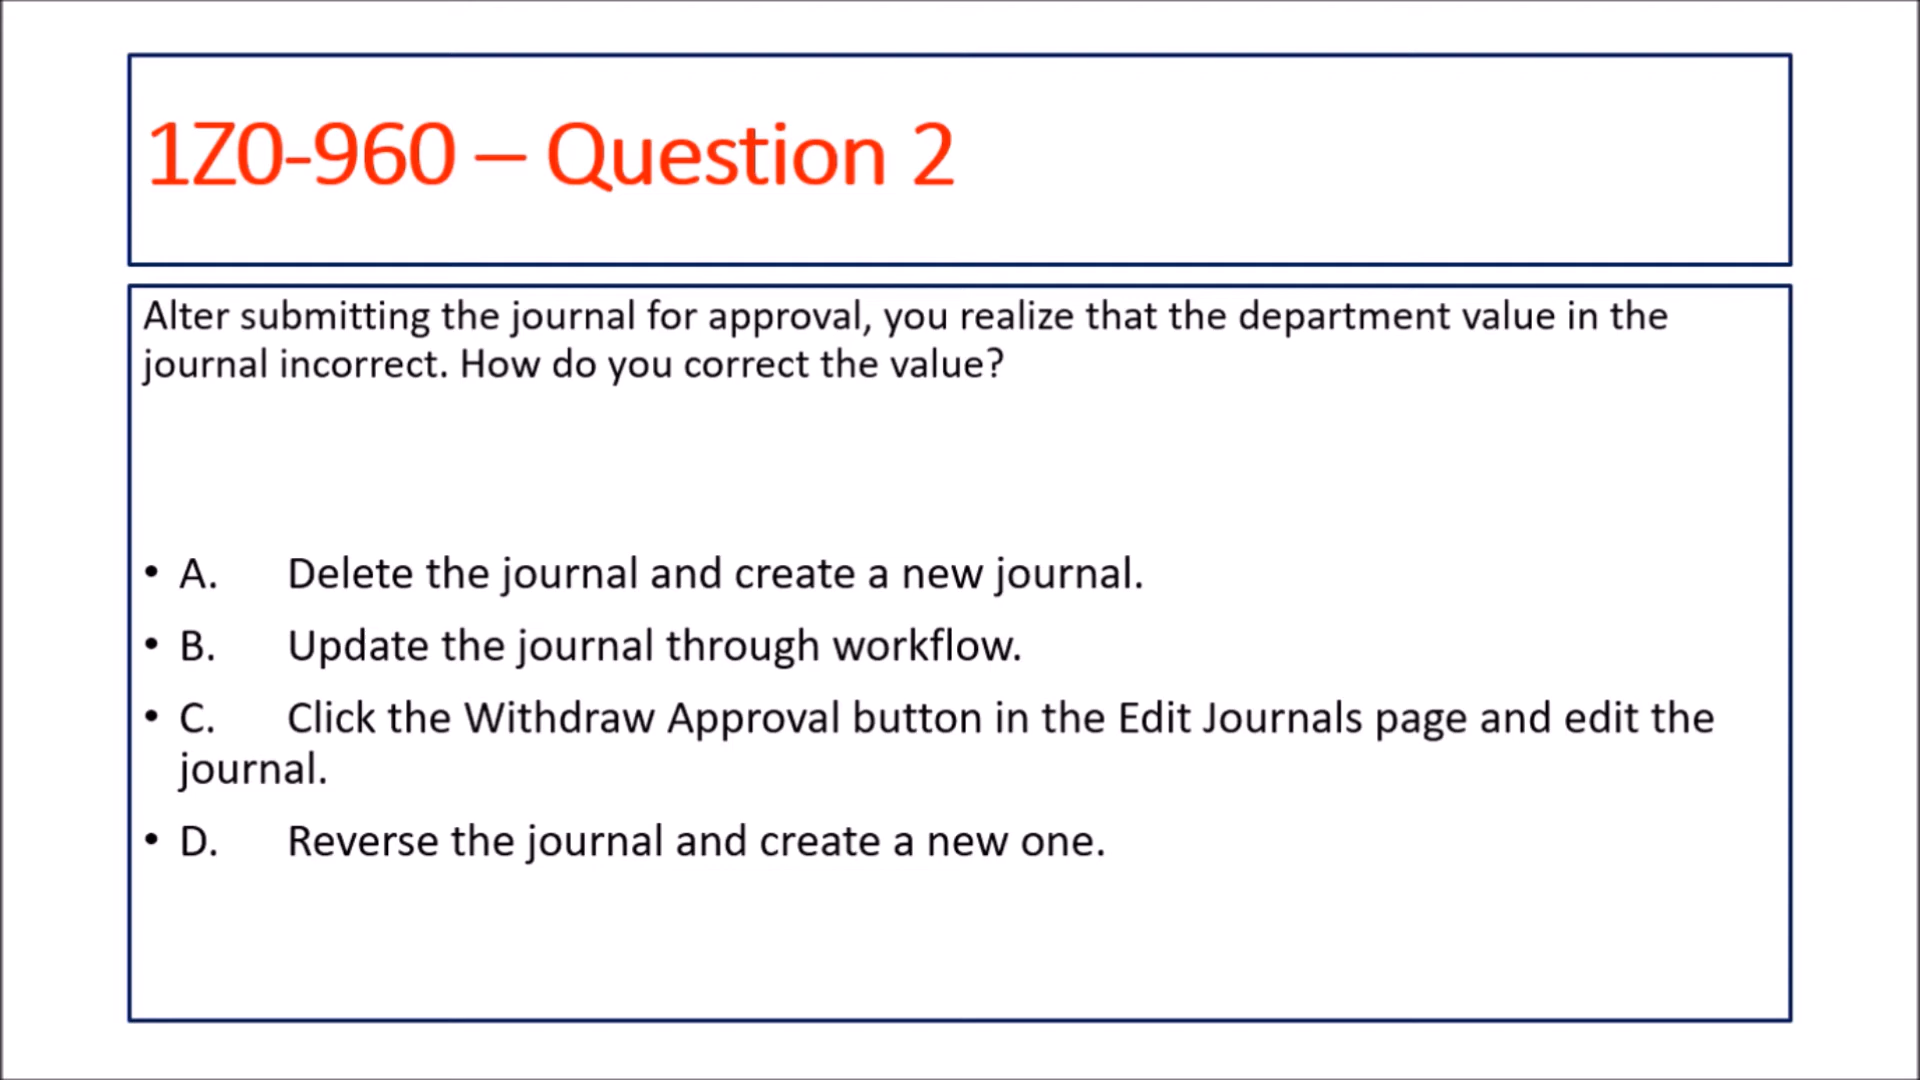 1Z0-960 – Question 2
Alter submitting the journal for approval, you realize that the department value in the
journal incorrect. How do you correct the value?
• A. Delete the journal and create a new journal.
• B. Update the journal through workflow.
• C. Click the Withdraw Approval button in the Edit Journals page and edit the
journal.
• D. Reverse the journal and create a new one.